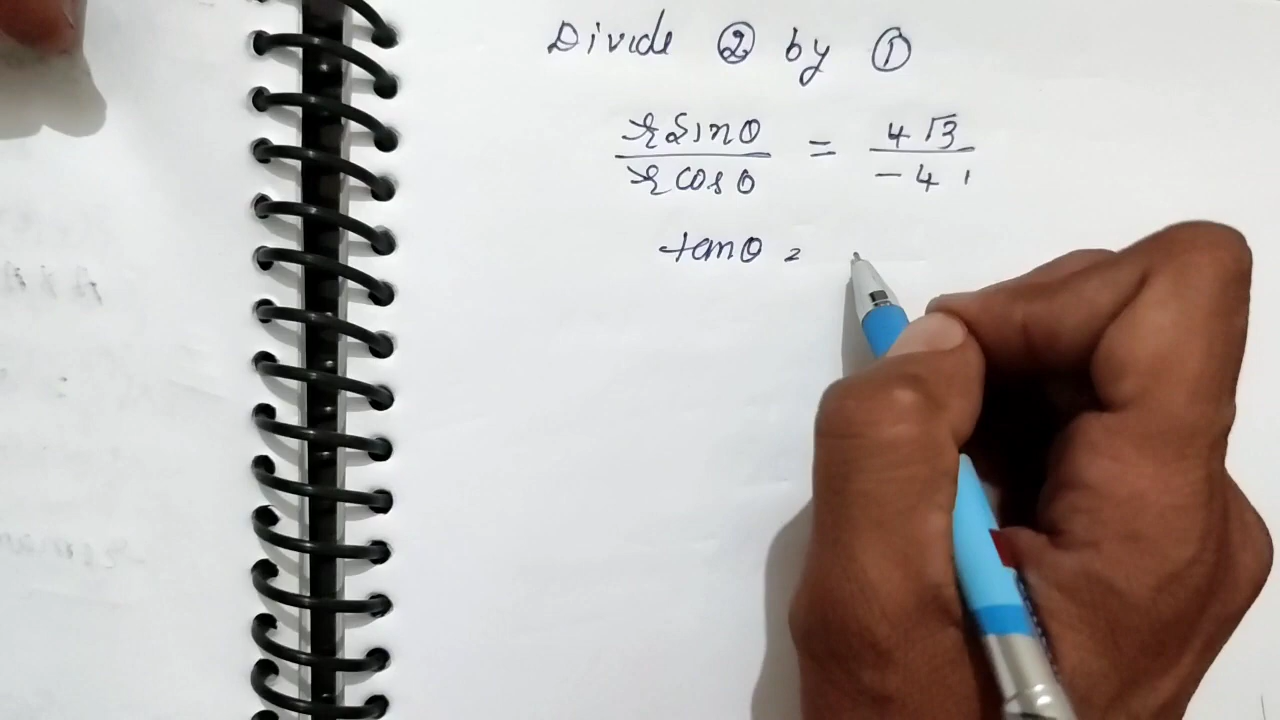 Divide ② by ①
r sinθ / r cosθ = 4√3 / -4
tanθ =